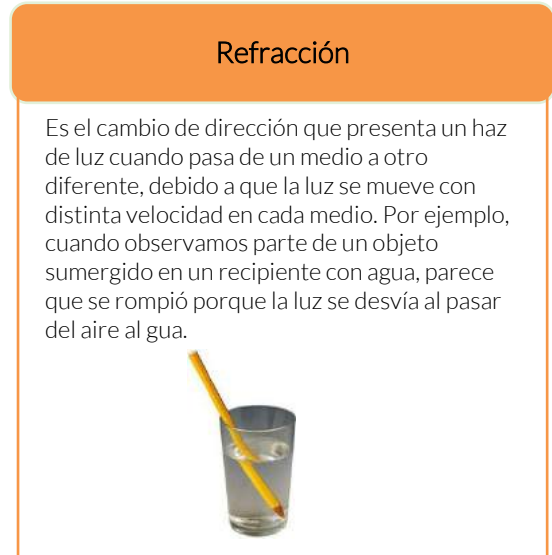 Refracción
Es el cambio de dirección que presenta un haz
de luz cuando pasa de un medio a otro
diferente, debido a que la luz se mueve con
distinta velocidad en cada medio. Por ejemplo,
cuando observamos parte de un objeto
sumergido en un recipiente con agua, parece
que se rompió porque la luz se desvía al pasar
del aire al gua.